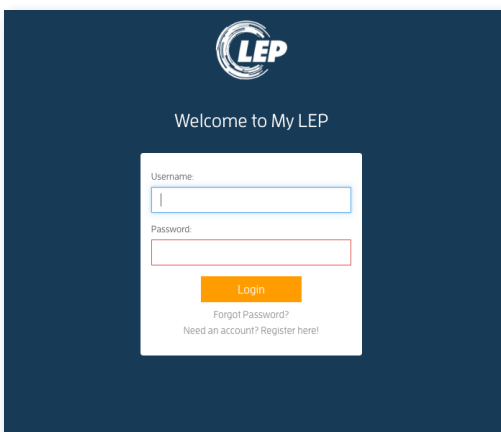 LEP
Welcome to My LEP
Username:
Password:
Login
Forgot Password?
Need an account? Register here!